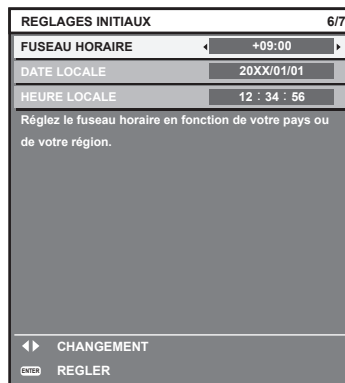 REGLAGES INITIAUX 6/7
FUSEAU HORAIRE +09:00
DATE LOCALE 20XX/01/01
HEURE LOCALE 12 : 34 : 56
Réglez le fuseau horaire en fonction de votre pays ou
de votre région.
CHANGEMENT
ENTER REGLER